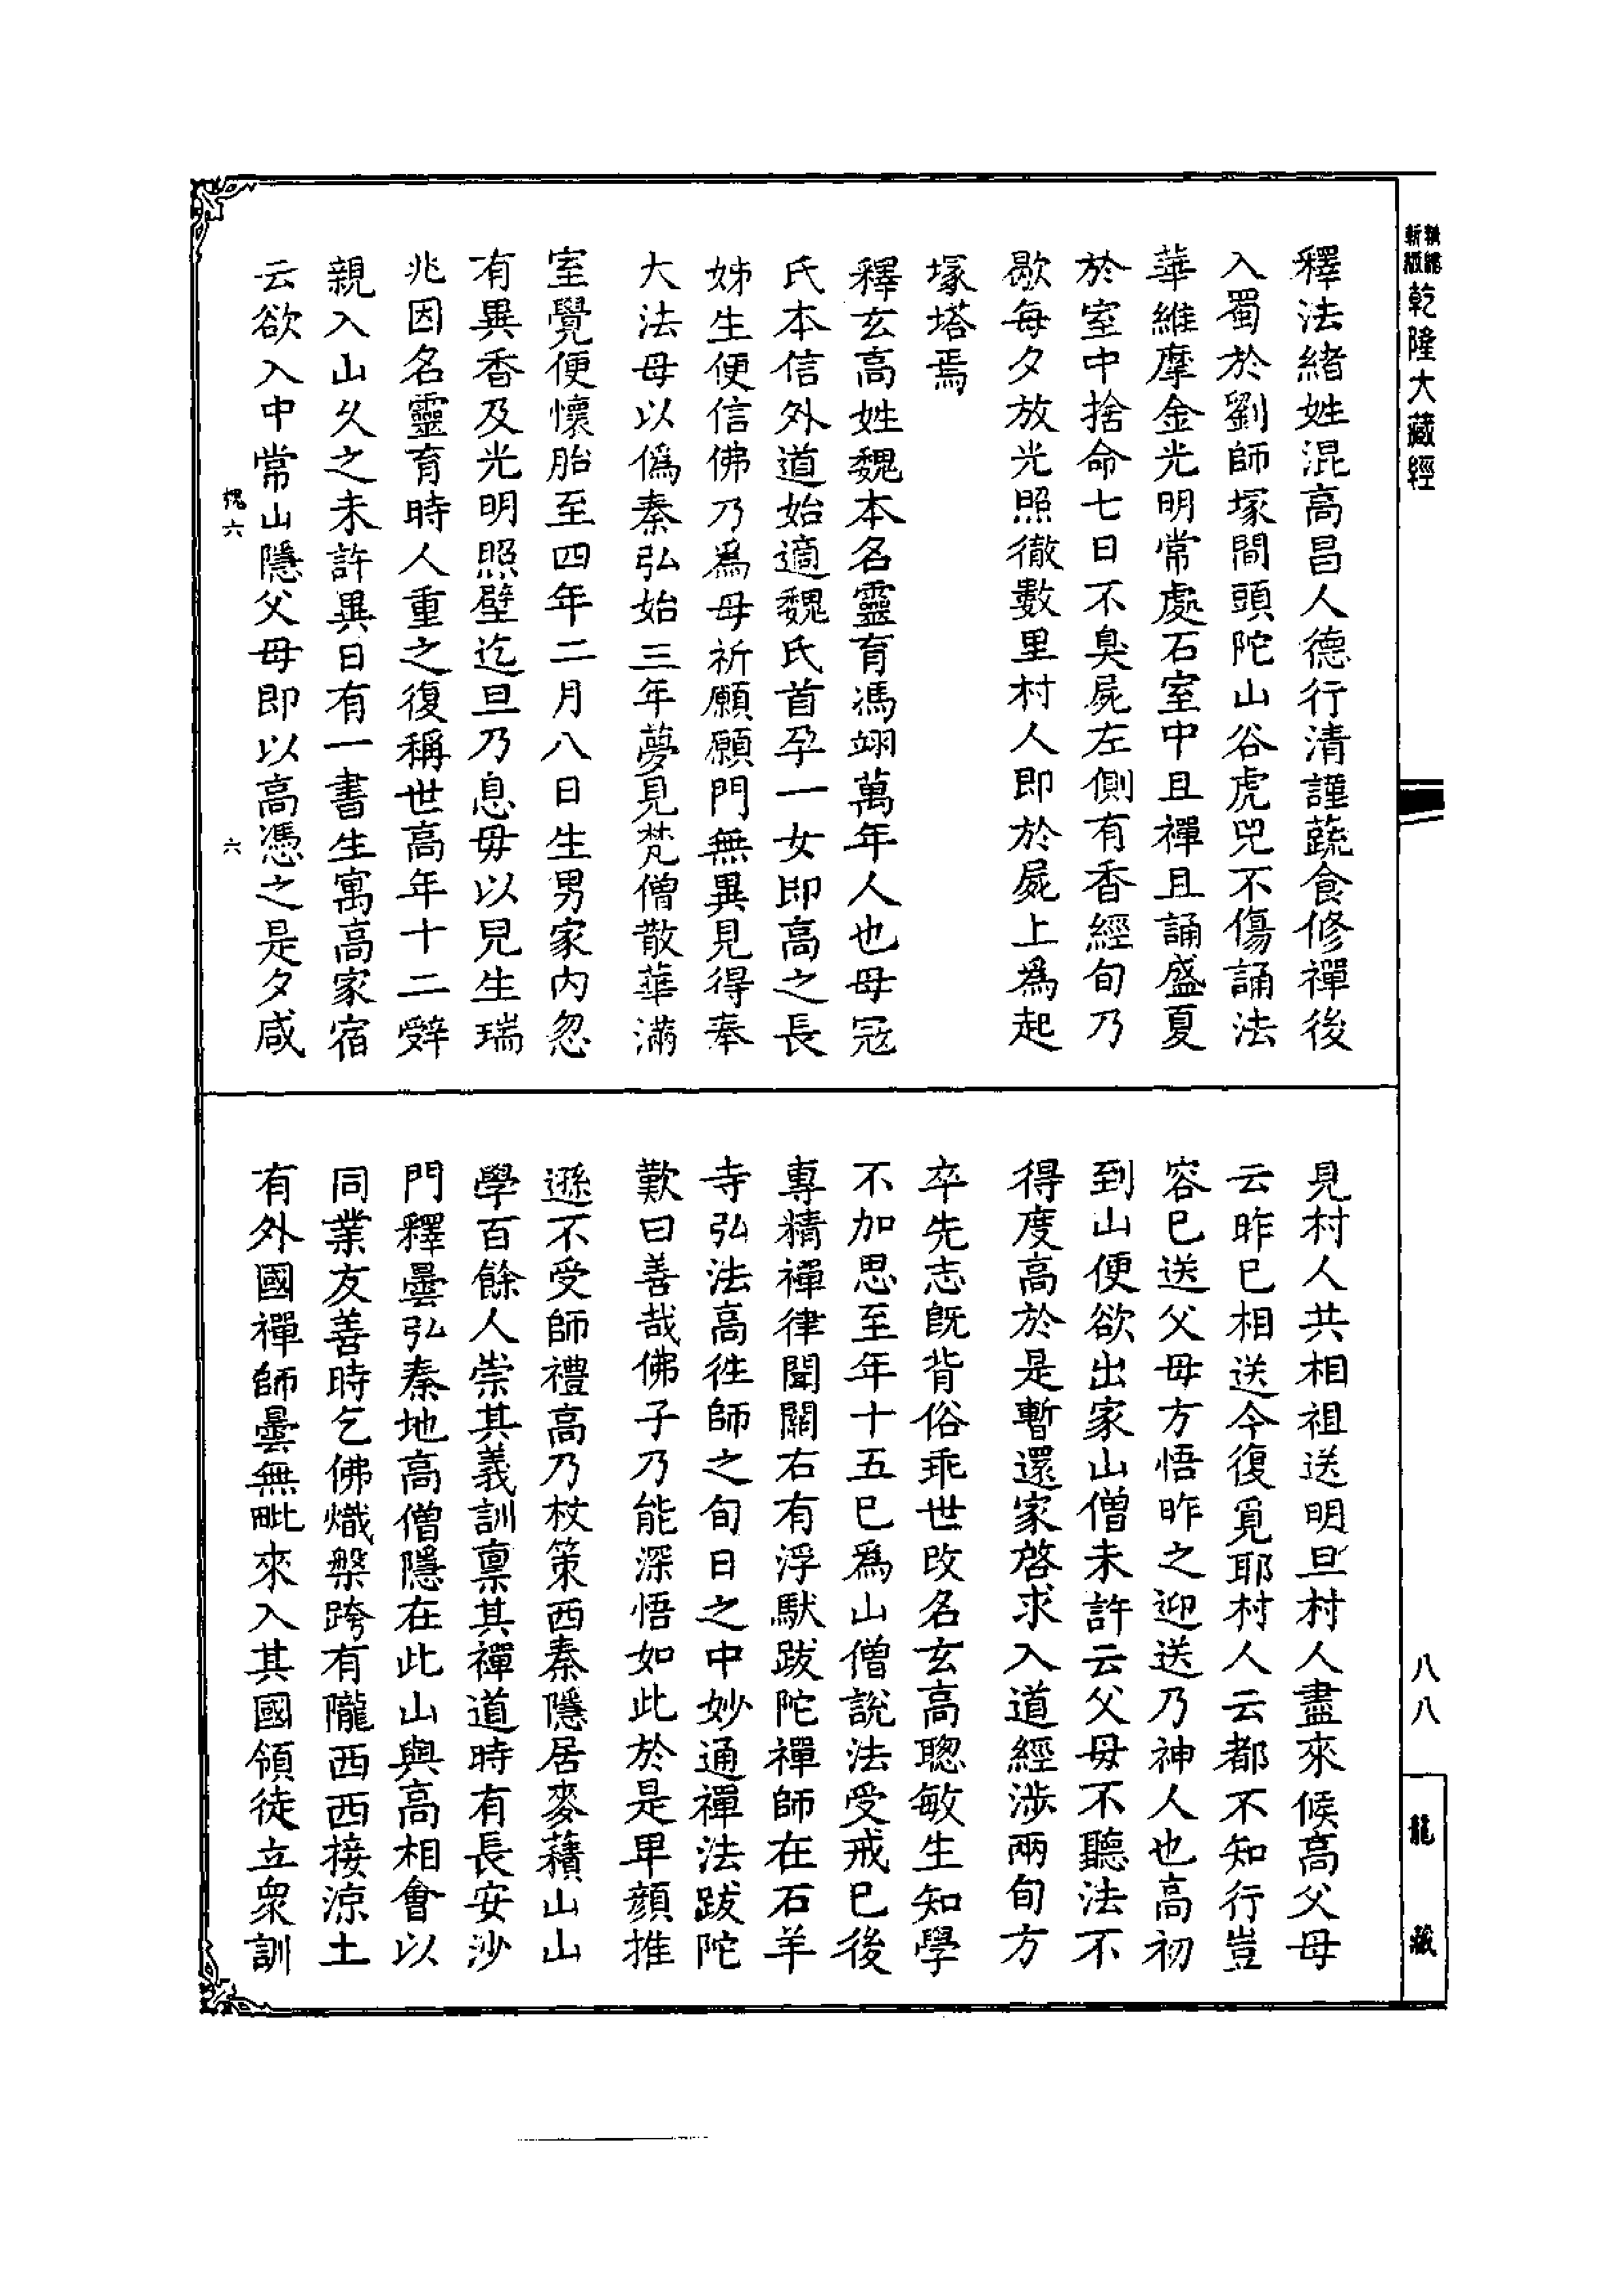 乾隆大藏經
釋法緒姓混高昌人德行清謹蔬食修禪後
入蜀於劉師塚間頭陀山谷虎兕不傷誦法
華維摩金光明常處石室中且禪且誦盛夏
於室中捨命七日不臭屍左側有香經旬乃
歇每夕放光照徹數里村人即於屍上為起
塚塔焉
釋玄高姓魏本名靈育馮翊萬年人也母寇
氏本信外道始適魏氏首孕一女即高之長
姊生便信佛乃為母祈願願門無異見得奉
大法母以偽秦弘始三年夢見梵僧散華滿
室覺便懷胎至四年二月八日生男家內忽
有異香及光明照壁迄旦乃息母以兒生瑞
兆因名靈育時人重之復稱世高年十二辭
親入山久之未許異日有一書生寓高家宿
云欲入中常山隱父母即以高憑之是夕咸
六
六
見村人共相祖送明旦村人盡來候高父母
云昨已相送今復覓耶村人云都不知行豈
容已送父母方悟昨之迎送乃神人也高初
到山便欲出家山僧未許云父母不聽法不
得度高於是暫還家啓求入道經涉兩旬方
卒先志既背俗乖世改名玄高聰敏生知學
不加思至年十五已為山僧說法受戒已後
專精禪律聞關右有浮馱跋陀禪師在石羊
寺弘法高往師之旬日之中妙通禪法跋陀
歎曰善哉佛子乃能深悟如此於是卑顏推
遜不受師禮高乃杖策西秦隱居麥積山山
學百餘人崇其義訓稟其禪道時有長安沙
門釋曇弘秦地高僧隱在此山與高相會以
同業友善時乞佛熾槃跨有隴西西接涼土
有外國禪師曇無毗來入其國領徒立衆訓
八八
龍藏